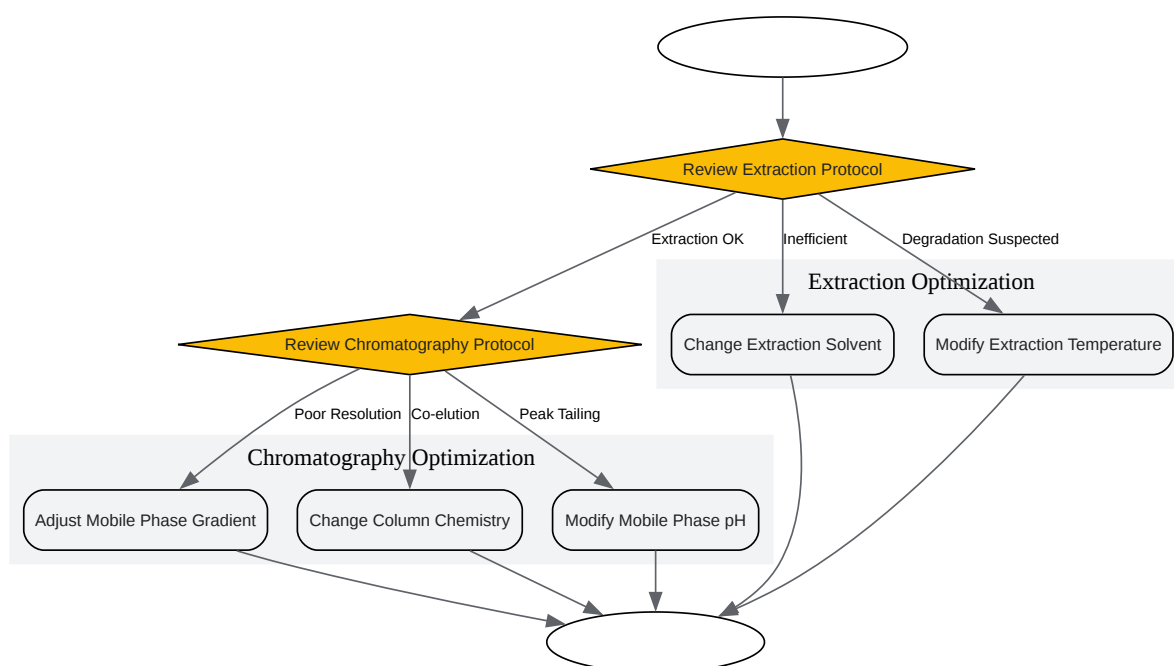 Review Extraction Protocol
Extraction OK
Inefficient
Degradation Suspected
Extraction Optimization
Review Chromatography Protocol
Change Extraction Solvent
Modify Extraction Temperature
Poor Resolution
Co-elution
Peak Tailing
Chromatography Optimization
Adjust Mobile Phase Gradient
Change Column Chemistry
Modify Mobile Phase pH